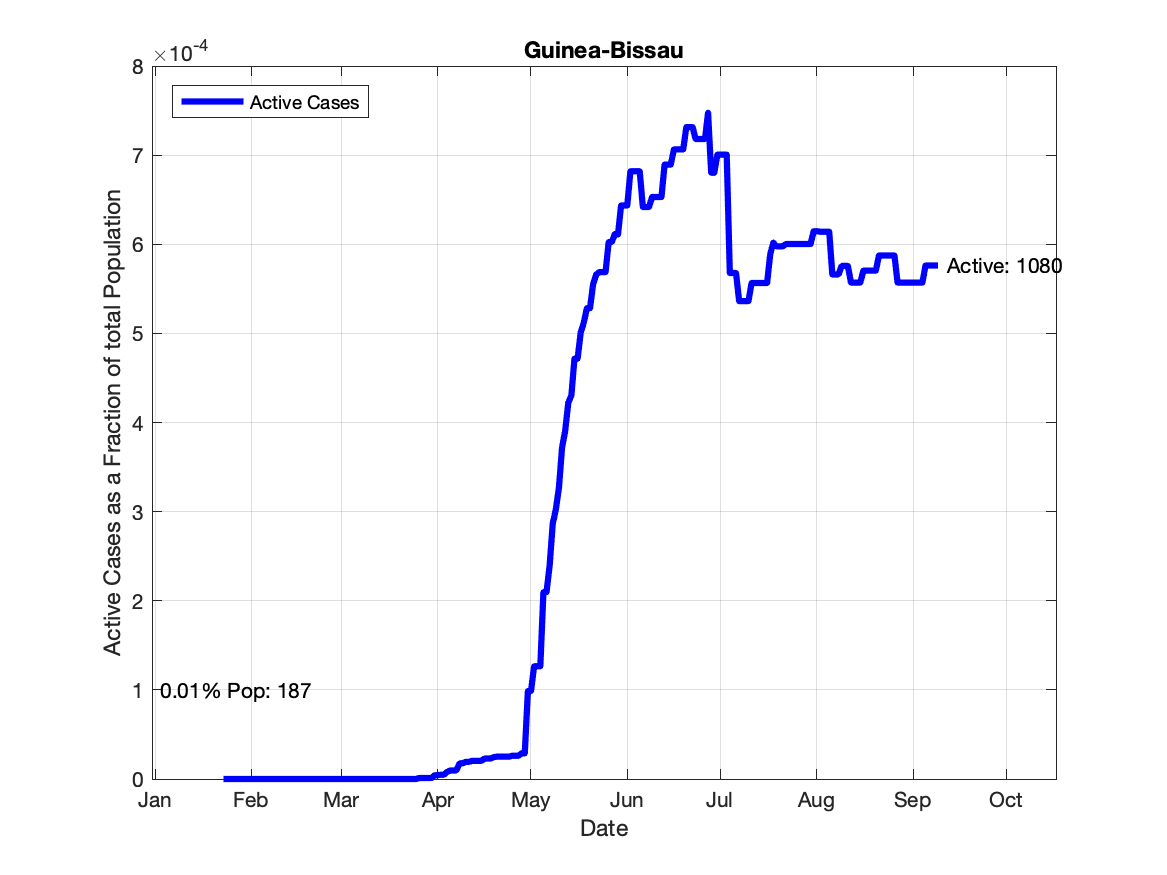 Guinea-Bissau
×10-4
8
7
6
5
4
3
2
1
0
Active Cases
Active: 1080
0.01% Pop: 187
Active Cases as a Fraction of total Population
Jan Feb Mar Apr May Jun Jul Aug Sep Oct
Date